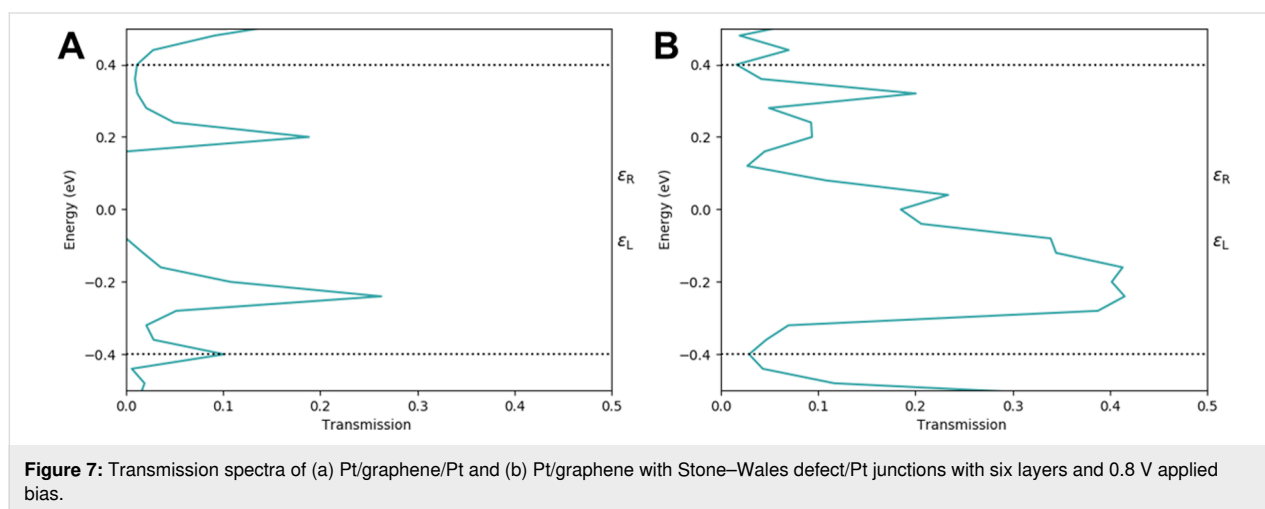 A
B
0.4
0.2
0.0
−0.2
−0.4
Energy (eV)
0.0 0.1 0.2 0.3 0.4 0.5
Transmission
εR
εL
0.4
0.2
0.0
−0.2
−0.4
Energy (eV)
0.0 0.1 0.2 0.3 0.4 0.5
Transmission
εR
εL
Figure 7: Transmission spectra of (a) Pt/graphene/Pt and (b) Pt/graphene with Stone–Wales defect/Pt junctions with six layers and 0.8 V applied
bias.